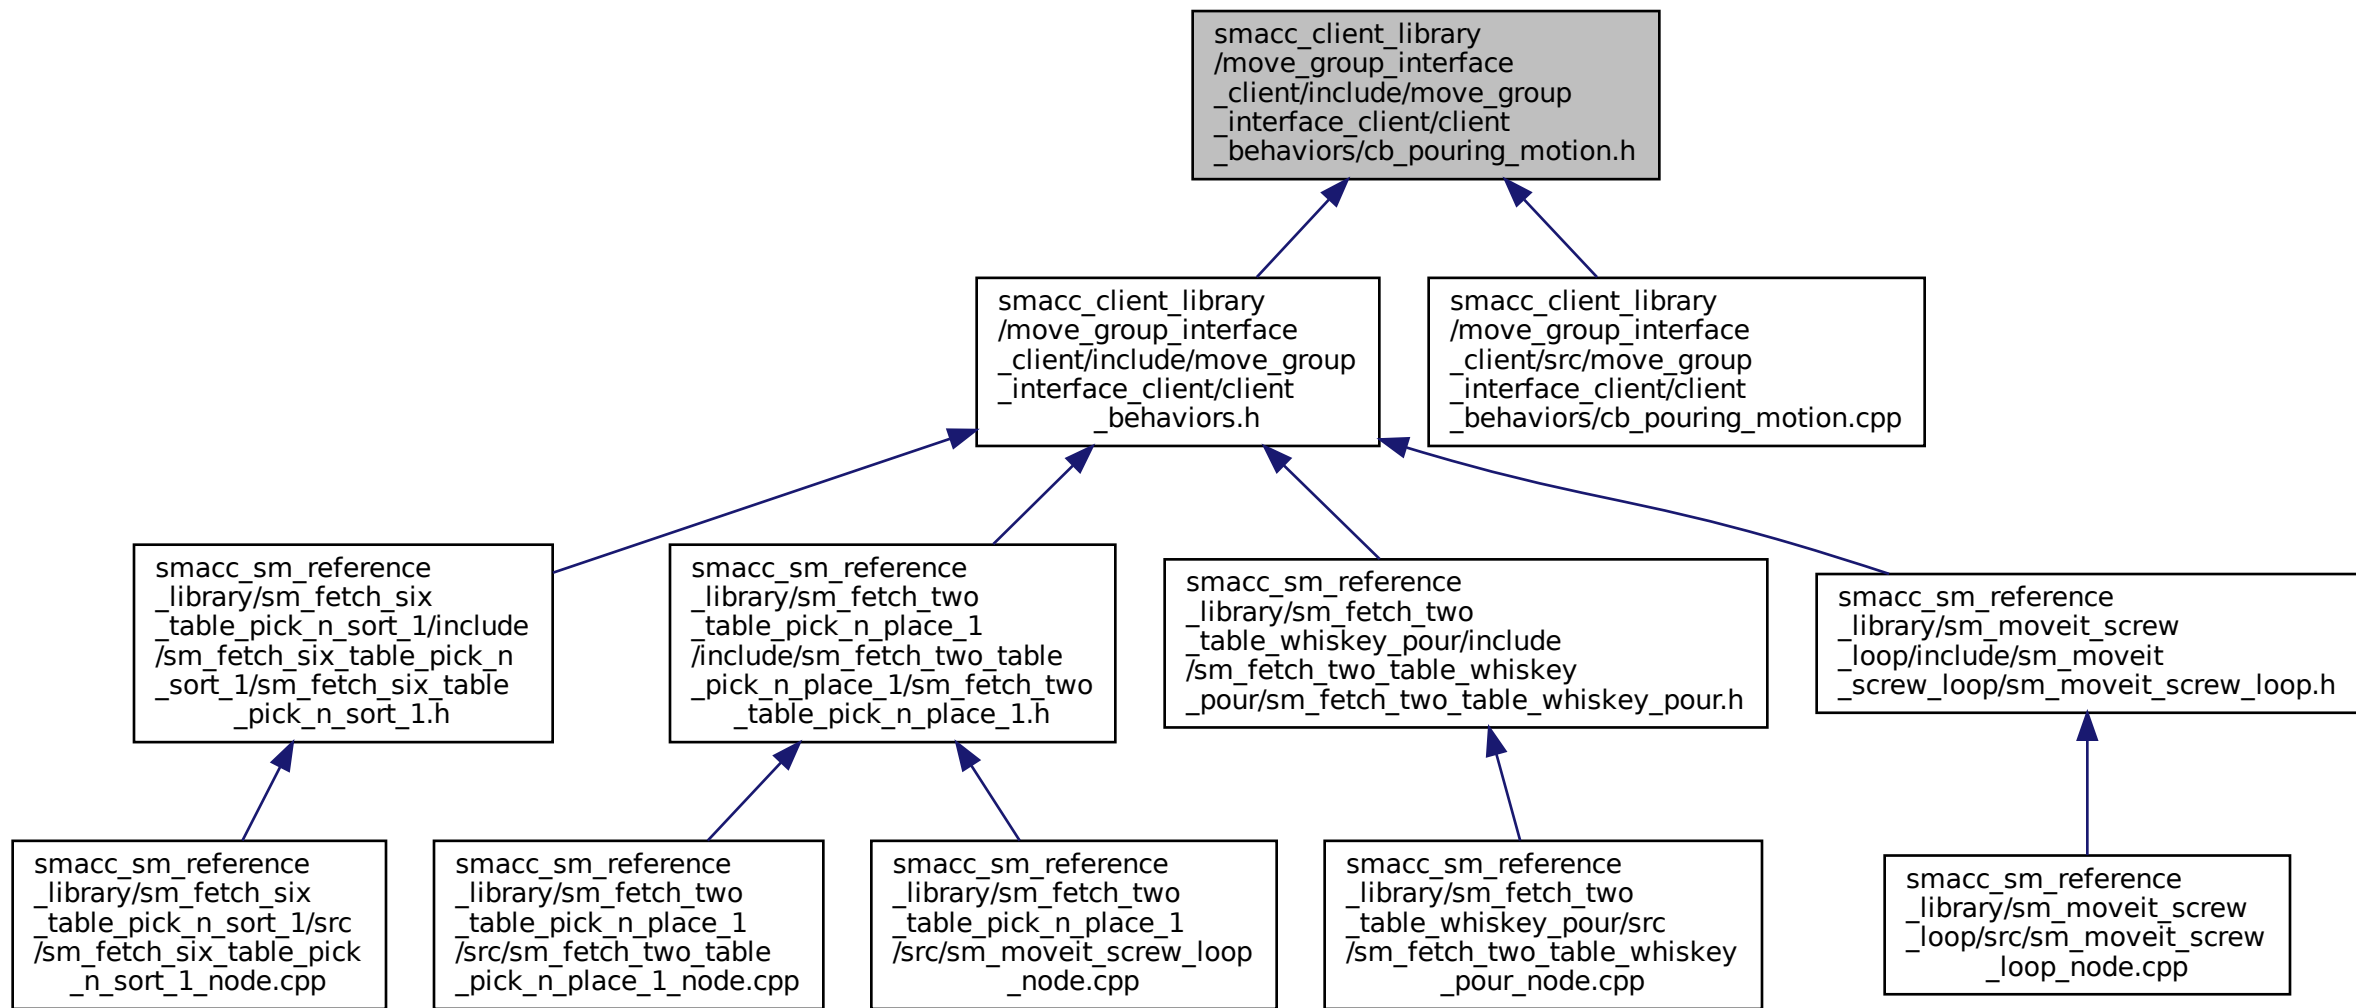 smacc_client_library
/move_group_interface
_client/include/move_group
_interface_client/client
_behaviors/cb_pouring_motion.h
smacc_client_library
/move_group_interface
_client/include/move_group
_interface_client/client
_behaviors.h
smacc_client_library
/move_group_interface
_client/src/move_group
_interface_client/client
_behaviors/cb_pouring_motion.cpp
smacc_sm_reference
_library/sm_fetch_six
_table_pick_n_sort_1/include
/sm_fetch_six_table_pick_n
_sort_1/sm_fetch_six_table
_pick_n_sort_1.h
smacc_sm_reference
_library/sm_fetch_two
_table_pick_n_place_1
/include/sm_fetch_two_table
_pick_n_place_1/sm_fetch_two
_table_pick_n_place_1.h
smacc_sm_reference
_library/sm_fetch_two
_table_whiskey_pour/include
/sm_fetch_two_table_whiskey
_pour/sm_fetch_two_table_whiskey_pour.h
smacc_sm_reference
_library/sm_moveit_screw
_loop/include/sm_moveit
_screw_loop/sm_moveit_screw_loop.h
smacc_sm_reference
_library/sm_fetch_six
_table_pick_n_sort_1/src
/sm_fetch_six_table_pick
_n_sort_1_node.cpp
smacc_sm_reference
_library/sm_fetch_two
_table_pick_n_place_1
/src/sm_fetch_two_table
_pick_n_place_1_node.cpp
smacc_sm_reference
_library/sm_fetch_two
_table_pick_n_place_1
/src/sm_moveit_screw_loop
_node.cpp
smacc_sm_reference
_library/sm_fetch_two
_table_whiskey_pour/src
/sm_fetch_two_table_whiskey
_pour_node.cpp
smacc_sm_reference
_library/sm_moveit_screw
_loop/src/sm_moveit_screw
_loop_node.cpp